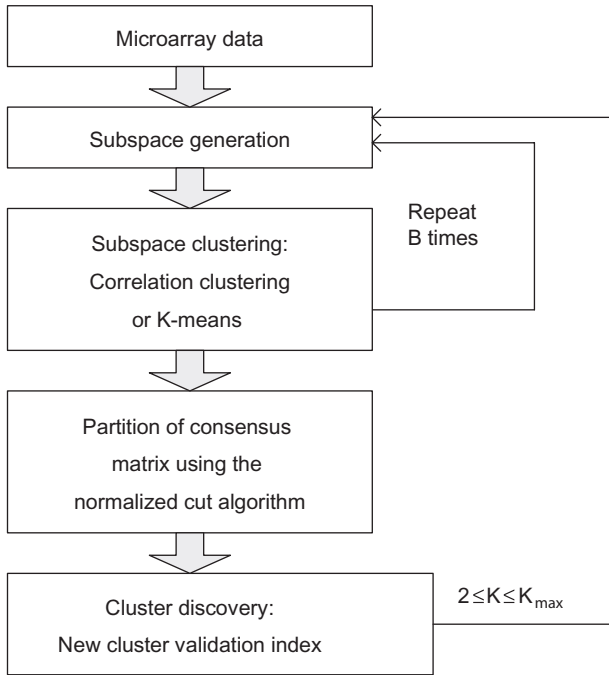 Microarray data
Subspace generation
Subspace clustering:
Correlation clustering
or K-means
Repeat
B times
Partition of consensus
matrix using the
normalized cut algorithm
Cluster discovery:
New cluster validation index
2≤K≤Kmax